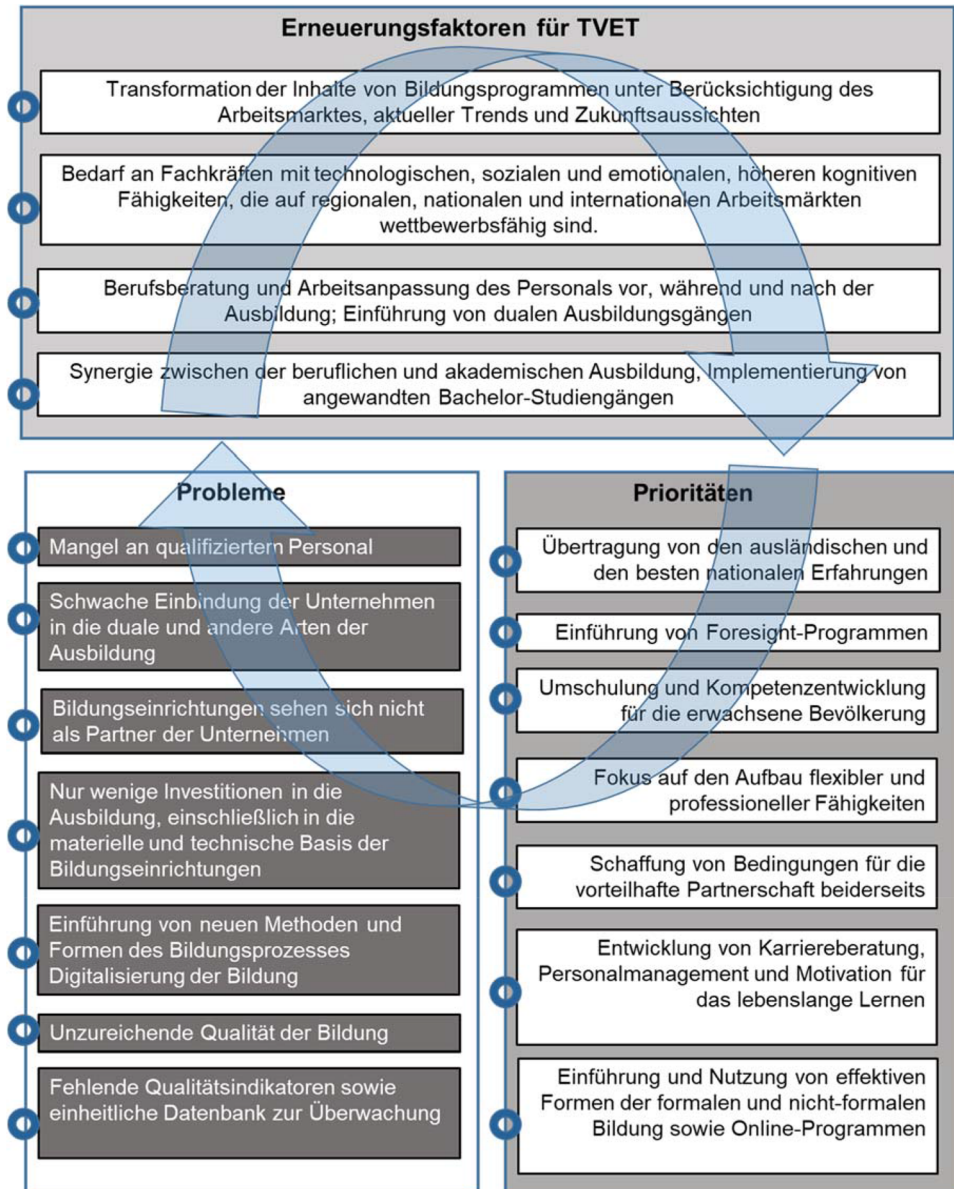 Erneuerungsfaktoren für TVET
Transformation der Inhalte von Bildungsprogrammen unter Berücksichtigung des
Arbeitsmarktes, aktueller Trends und Zukunftsaussichten
Bedarf an Fachkräften mit technologischen, sozialen und emotionalen, höheren kognitiven
Fähigkeiten, die auf regionalen, nationalen und internationalen Arbeitsmärkten
wettbewerbsfähig sind.
Berufsberatung und Arbeitsanpassung des Personals vor, während und nach der
Ausbildung; Einführung von dualen Ausbildungsgängen
Synergie zwischen der beruflichen und akademischen Ausbildung, Implementierung von
angewandten Bachelor-Studiengängen
Probleme
Mangel an qualifiziertem Personal
Schwache Einbindung der Unternehmen
in die duale und andere Arten der
Ausbildung
Bildungseinrichtungen sehen sich nicht
als Partner der Unternehmen
Nur wenige Investitionen in die
Ausbildung, einschließlich in die
materielle und technische Basis der
Bildungseinrichtungen
Einführung von neuen Methoden und
Formen des Bildungsprozesses
Digitalisierung der Bildung
Unzureichende Qualität der Bildung
Fehlende Qualitätsindikatoren sowie
einheitliche Datenbank zur Überwachung
Prioritäten
Übertragung von den ausländischen und
den besten nationalen Erfahrungen
Einführung von Foresight-Programmen
Umschulung und Kompetenzentwicklung
für die erwachsene Bevölkerung
Fokus auf den Aufbau flexibler und
professioneller Fähigkeiten
Schaffung von Bedingungen für die
vorteilhafte Partnerschaft beiderseits
Entwicklung von Karriereberatung,
Personalmanagement und Motivation für
das lebenslange Lernen
Einführung und Nutzung von effektiven
Formen der formalen und nicht-formalen
Bildung sowie Online-Programmen